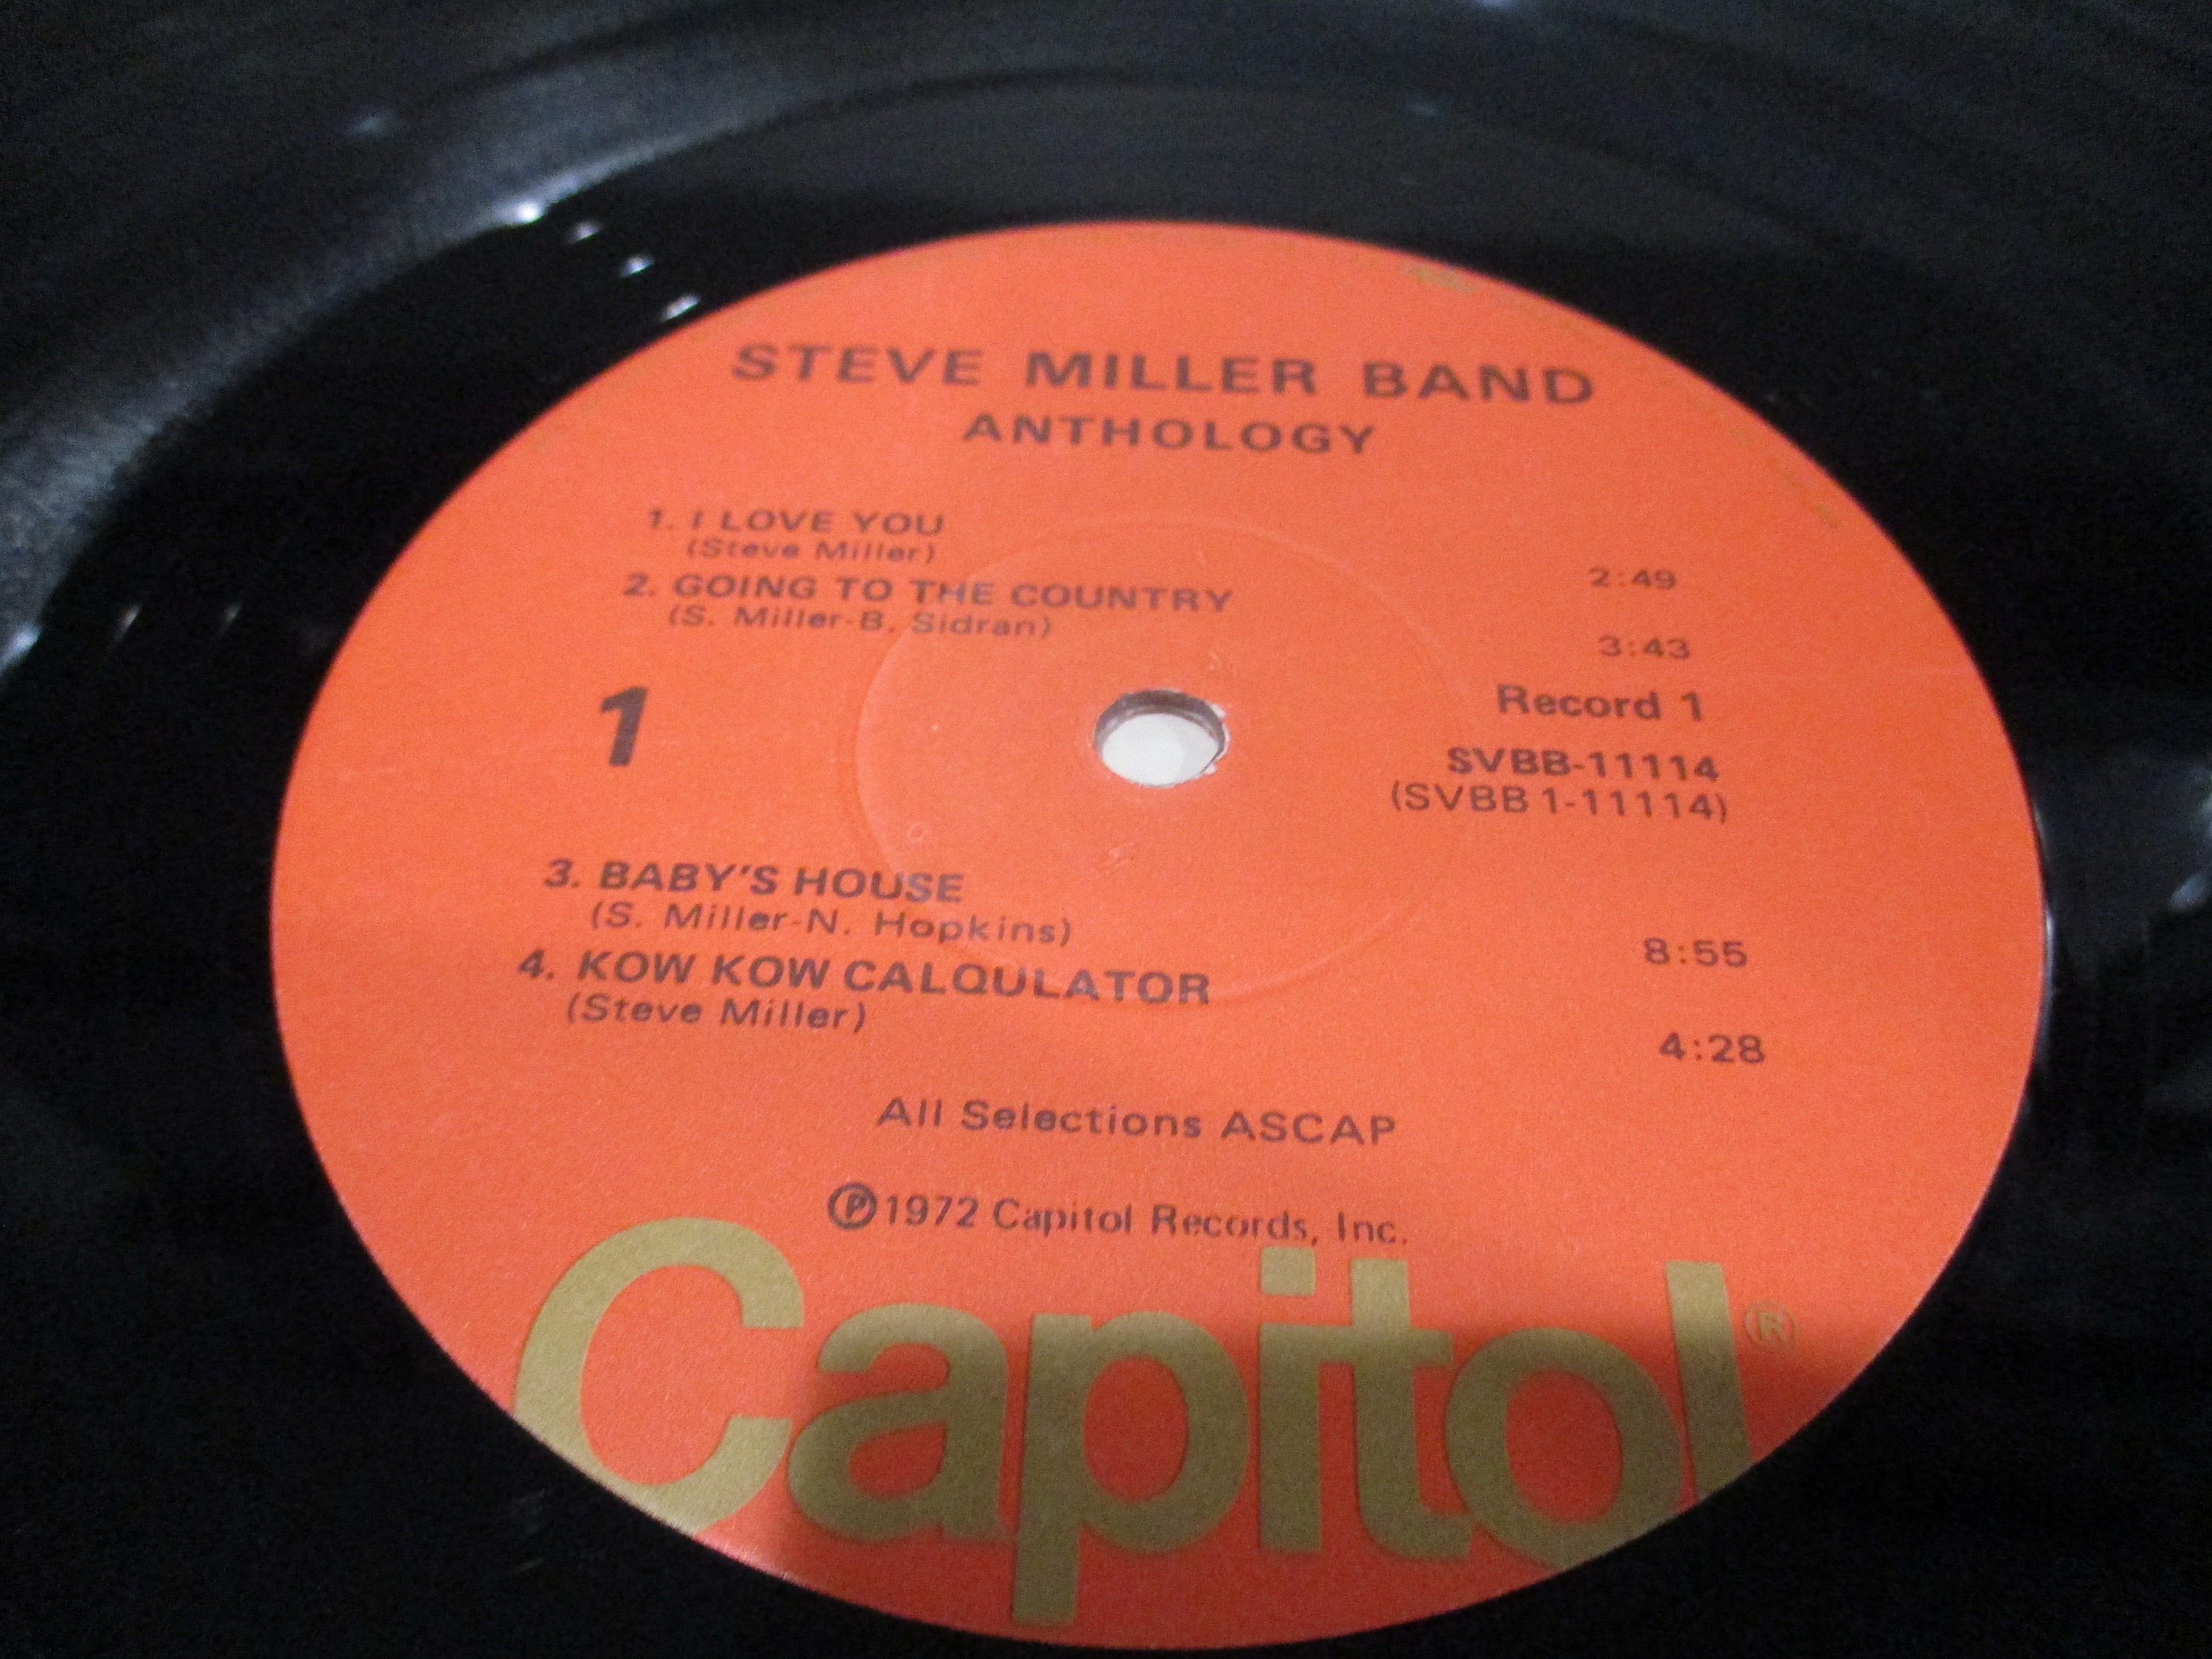 STEVE MILLER BAND
ANTHOLOGY
1. I LOVE YOU
(Steve Miller)
2:49
2. GOING TO THE COUNTRY
(S. Miller-B. Sidran)
3:43
1
Record 1
SVBB-11114
(SVBB 1-11114)
3. BABY'S HOUSE
(S. Miller-N. Hopkins)
8:55
4. KOW KOW CALQULATOR
(Steve Miller)
4:28
All Selections ASCAP
Ⓟ1972 Capitol Records, Inc.
Capitol®